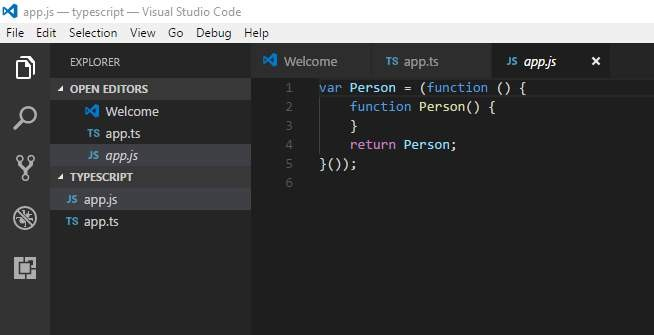 app.js — typescript — Visual Studio Code
File Edit Selection View Go Debug Help
EXPLORER
OPEN EDITORS
Welcome
TS app.ts
JS app.js
TYPESCRIPT
JS app.js
TS app.ts
Welcome TS app.ts JS app.js ×
1 var Person = (function () {
2     function Person() {
3     }
4     return Person;
5 }());
6